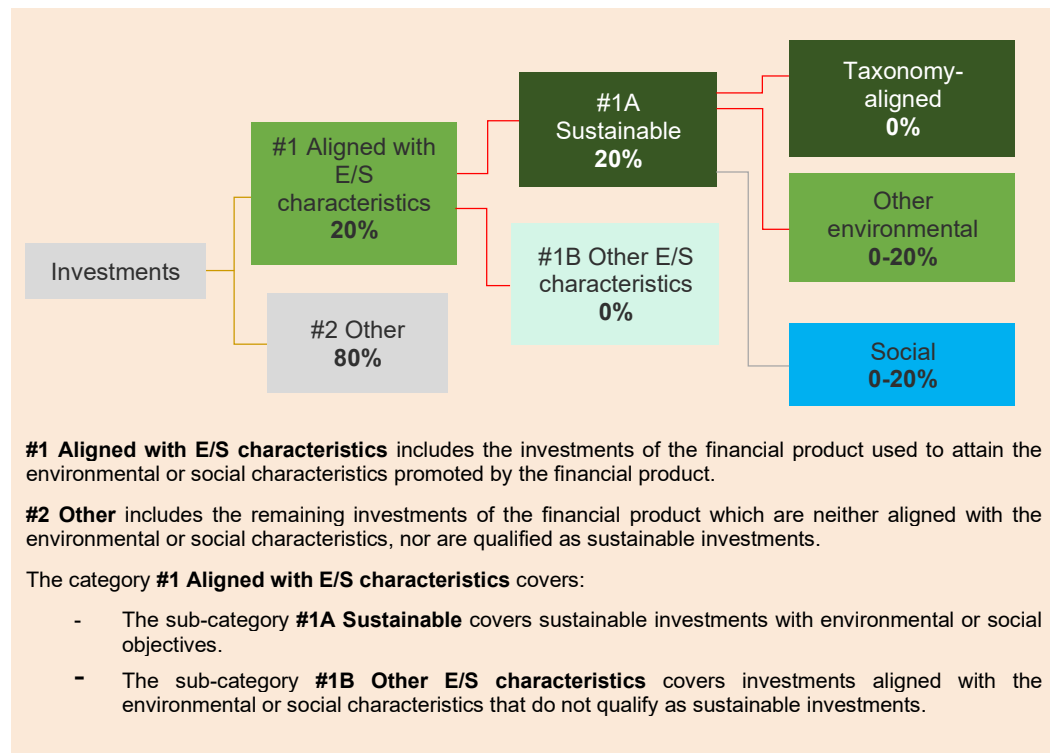 Investments
#1 Aligned with
E/S
characteristics
20%
#2 Other
80%
#1A
Sustainable
20%
#1B Other E/S
characteristics
0%
Taxonomy-
aligned
0%
Other
environmental
0-20%
Social
0-20%
#1 Aligned with E/S characteristics includes the investments of the financial product used to attain the
environmental or social characteristics promoted by the financial product.
#2 Other includes the remaining investments of the financial product which are neither aligned with the
environmental or social characteristics, nor are qualified as sustainable investments.
The category #1 Aligned with E/S characteristics covers:
- The sub-category #1A Sustainable covers sustainable investments with environmental or social
objectives.
- The sub-category #1B Other E/S characteristics covers investments aligned with the
environmental or social characteristics that do not qualify as sustainable investments.